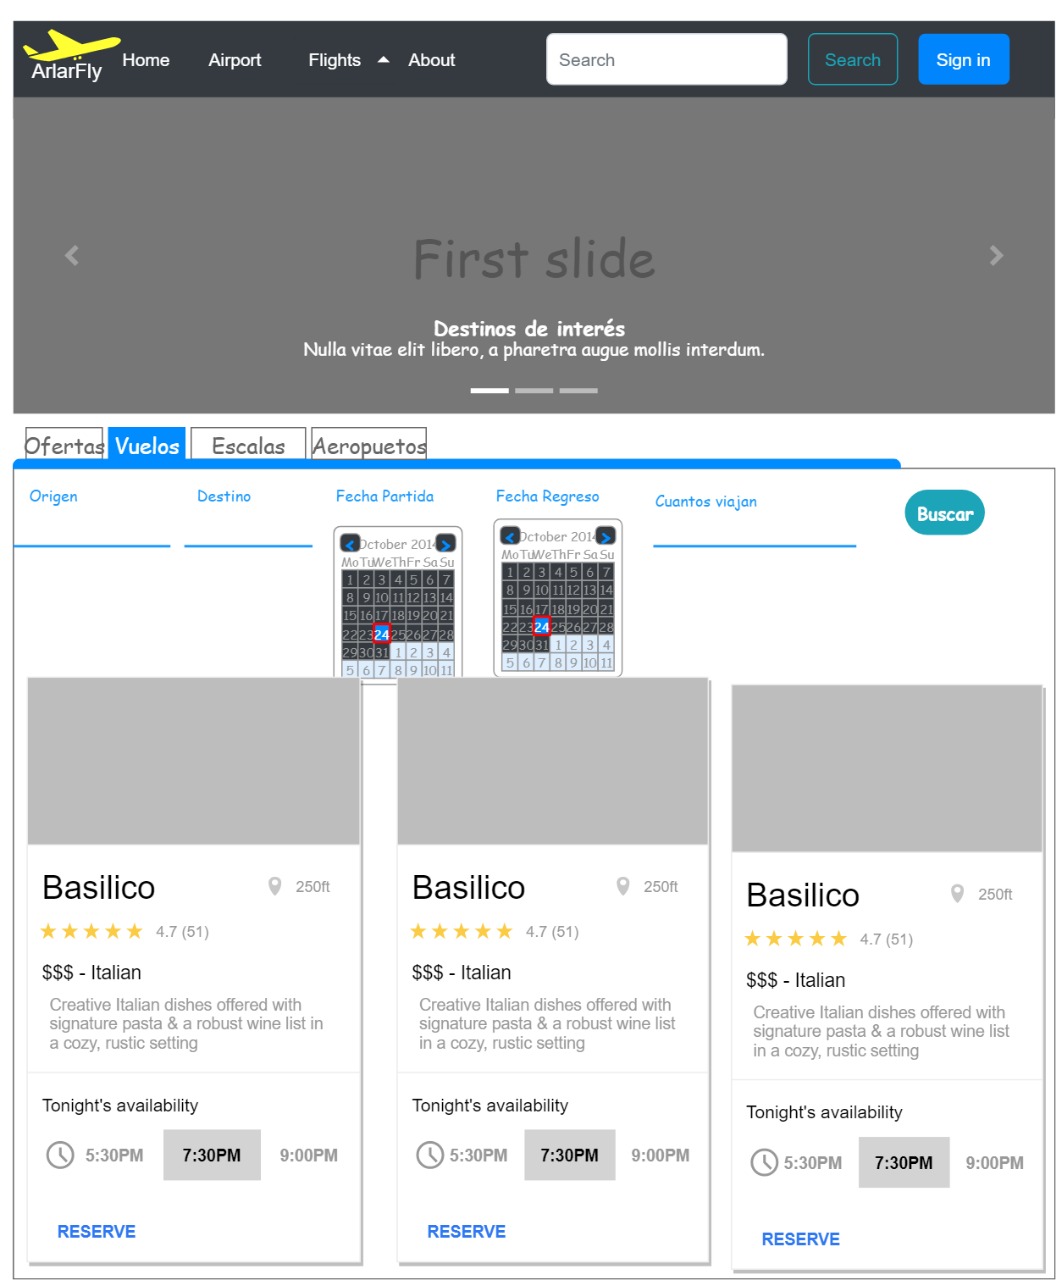 ArlarFly Home Airport Flights About Search Search Sign in
First slide
Destinos de interés
Nulla vitae elit libero, a pharetra augue mollis interdum.
Ofertas Vuelos Escalas Aeropuetos
Origen Destino Fecha Partida Fecha Regreso Cuantos viajan Buscar
October 2014
Mo Tu We Th Fr Sa Su
1 2 3 4 5 6 7
8 9 10 11 12 13 14
15 16 17 18 19 20 21
22 23 24 25 26 27 28
29 30 31 1 2 3 4
5 6 7 8 9 10 11
October 2014
Mo Tu We Th Fr Sa Su
1 2 3 4 5 6 7
8 9 10 11 12 13 14
15 16 17 18 19 20 21
22 23 24 25 26 27 28
29 30 31 1 2 3 4
5 6 7 8 9 10 11
Basilico 250ft
4.7 (51)
$$$ - Italian
Creative Italian dishes offered with
signature pasta & a robust wine list in
a cozy, rustic setting
Tonight's availability
5:30PM 7:30PM 9:00PM
RESERVE
Basilico 250ft
4.7 (51)
$$$ - Italian
Creative Italian dishes offered with
signature pasta & a robust wine list
in a cozy, rustic setting
Tonight's availability
5:30PM 7:30PM 9:00PM
RESERVE
Basilico 250ft
4.7 (51)
$$$ - Italian
Creative Italian dishes offered with
signature pasta & a robust wine list
in a cozy, rustic setting
Tonight's availability
5:30PM 7:30PM 9:00PM
RESERVE